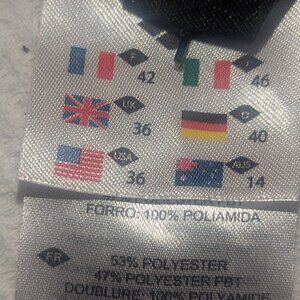 F I
42 46
UK D
36 40
USA AUS
36 14
FORRO: 100% POLIAMIDA
FR
53% POLYESTER
47% POLYESTER PBT
DOUBLURE: 100% POLYAMIDE